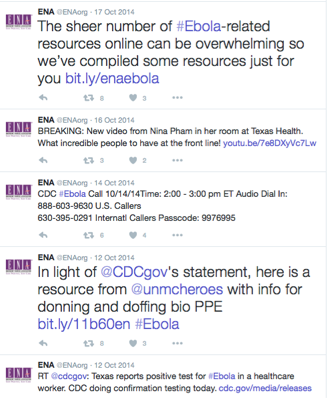 ENA @ENAorg · 17 Oct 2014
The sheer number of #Ebola-related
resources online can be overwhelming so
we've compiled some resources just for
you bit.ly/enaebola
8 3
ENA @ENAorg · 16 Oct 2014
BREAKING: New video from Nina Pham in her room at Texas Health.
What incredible people to have at the front line! youtu.be/7e8DXyVc7Lw
3 2
ENA @ENAorg · 14 Oct 2014
CDC #Ebola Call 10/14/14Time: 2:00 - 3:00 pm ET Audio Dial In:
888-603-9630 U.S. Callers
630-395-0291 Internatl Callers Passcode: 9976995
6 4
ENA @ENAorg · 12 Oct 2014
In light of @CDCgov's statement, here is a
resource from @unmcheroes with info for
donning and doffing bio PPE
bit.ly/11b60en #Ebola
8 3
ENA @ENAorg · 12 Oct 2014
RT @cdcgov: Texas reports positive test for #Ebola in a healthcare
worker. CDC doing confirmation testing today. cdc.gov/media/releases